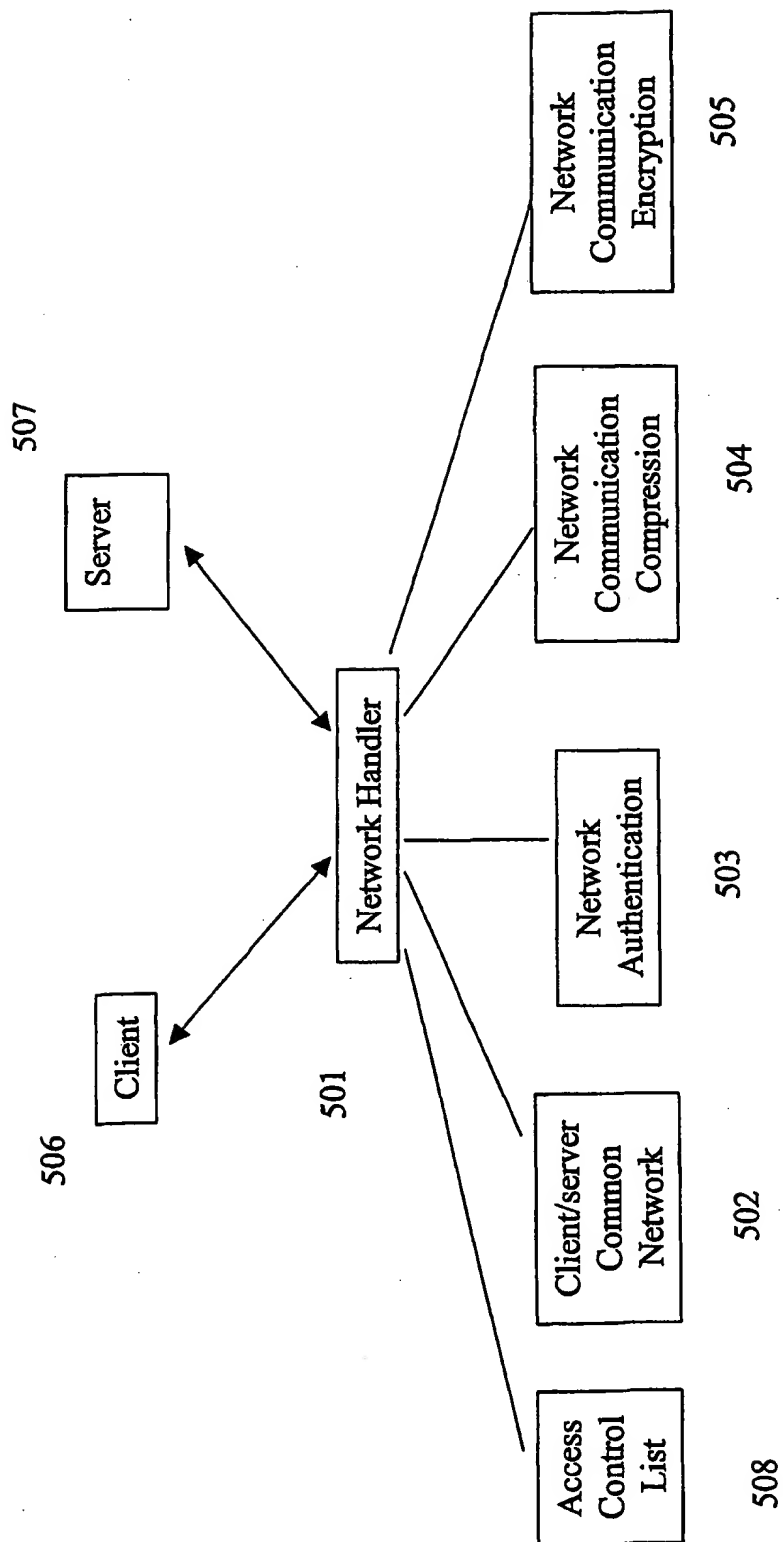 507
Server
506
Client
501
Network Handler
Access
Control
List
508
Client/server
Common
Network
502
Network
Authentication
503
Network
Communication
Compression
504
Network
Communication
Encryption
505